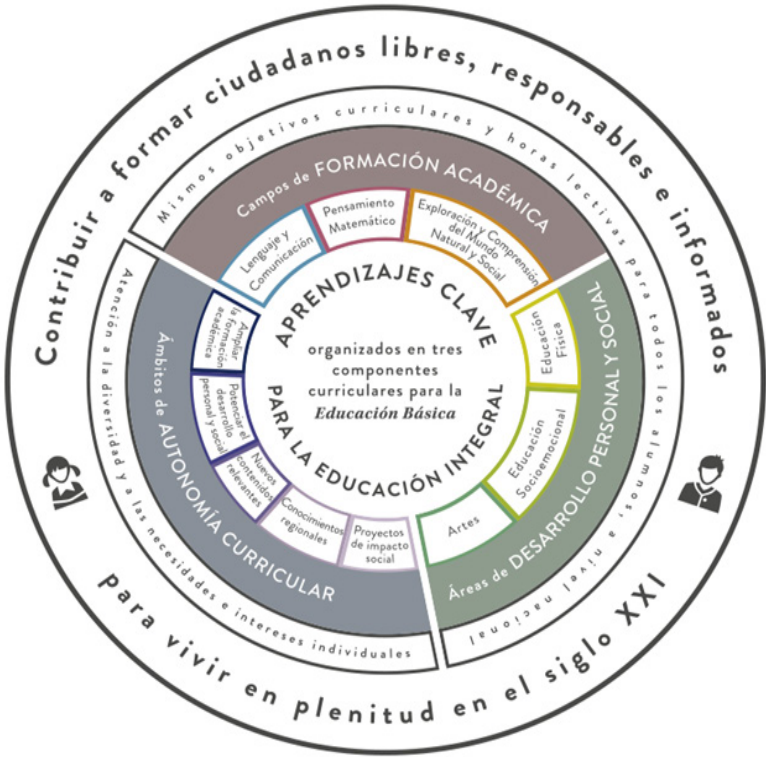 Contribuir a formar ciudadanos libres, responsables e informados
para vivir en plenitud en el siglo XXI
Mismos objetivos curriculares y horas lectivas para todos los alumnos, a nivel nacional
Atención a la diversidad y a las necesidades e intereses individuales
Campos de FORMACIÓN ACADÉMICA
Lenguaje y
Comunicación
Pensamiento
Matemático
Exploración y Comprensión
del Mundo
Natural y Social
Áreas de DESARROLLO PERSONAL Y SOCIAL
Educación
Física
Educación
Socioemocional
Artes
Ámbitos de AUTONOMÍA CURRICULAR
Ampliar
la formación
académica
Potenciar el
desarrollo
personal y social
Nuevos
contenidos
relevantes
Conocimientos
regionales
Proyectos
de impacto
social
APRENDIZAJES CLAVE
organizados en tres
componentes
curriculares para la
Educación Básica
PARA LA EDUCACIÓN INTEGRAL